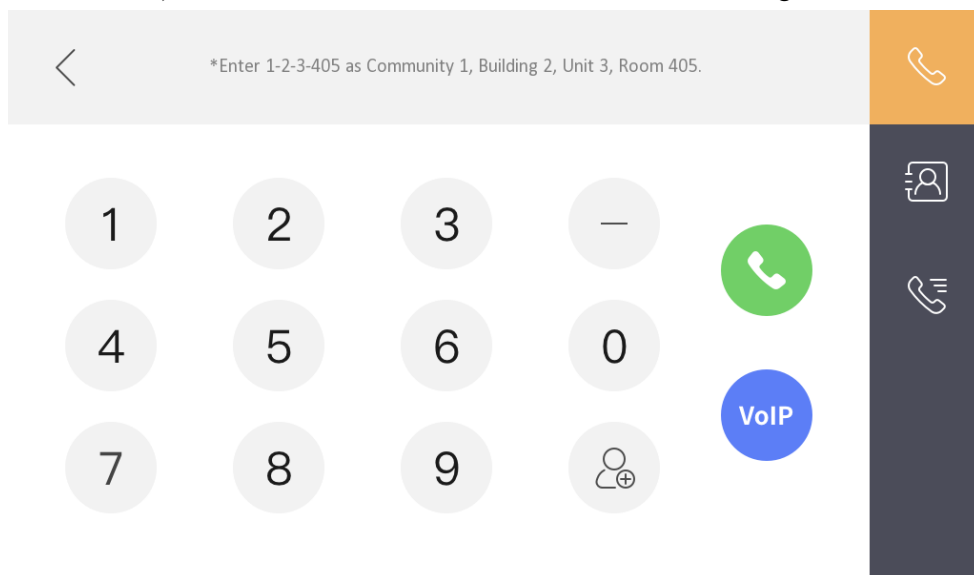 *Enter 1-2-3-405 as Community 1, Building 2, Unit 3, Room 405.
1 2 3 —
4 5 6 0
VoIP
7 8 9